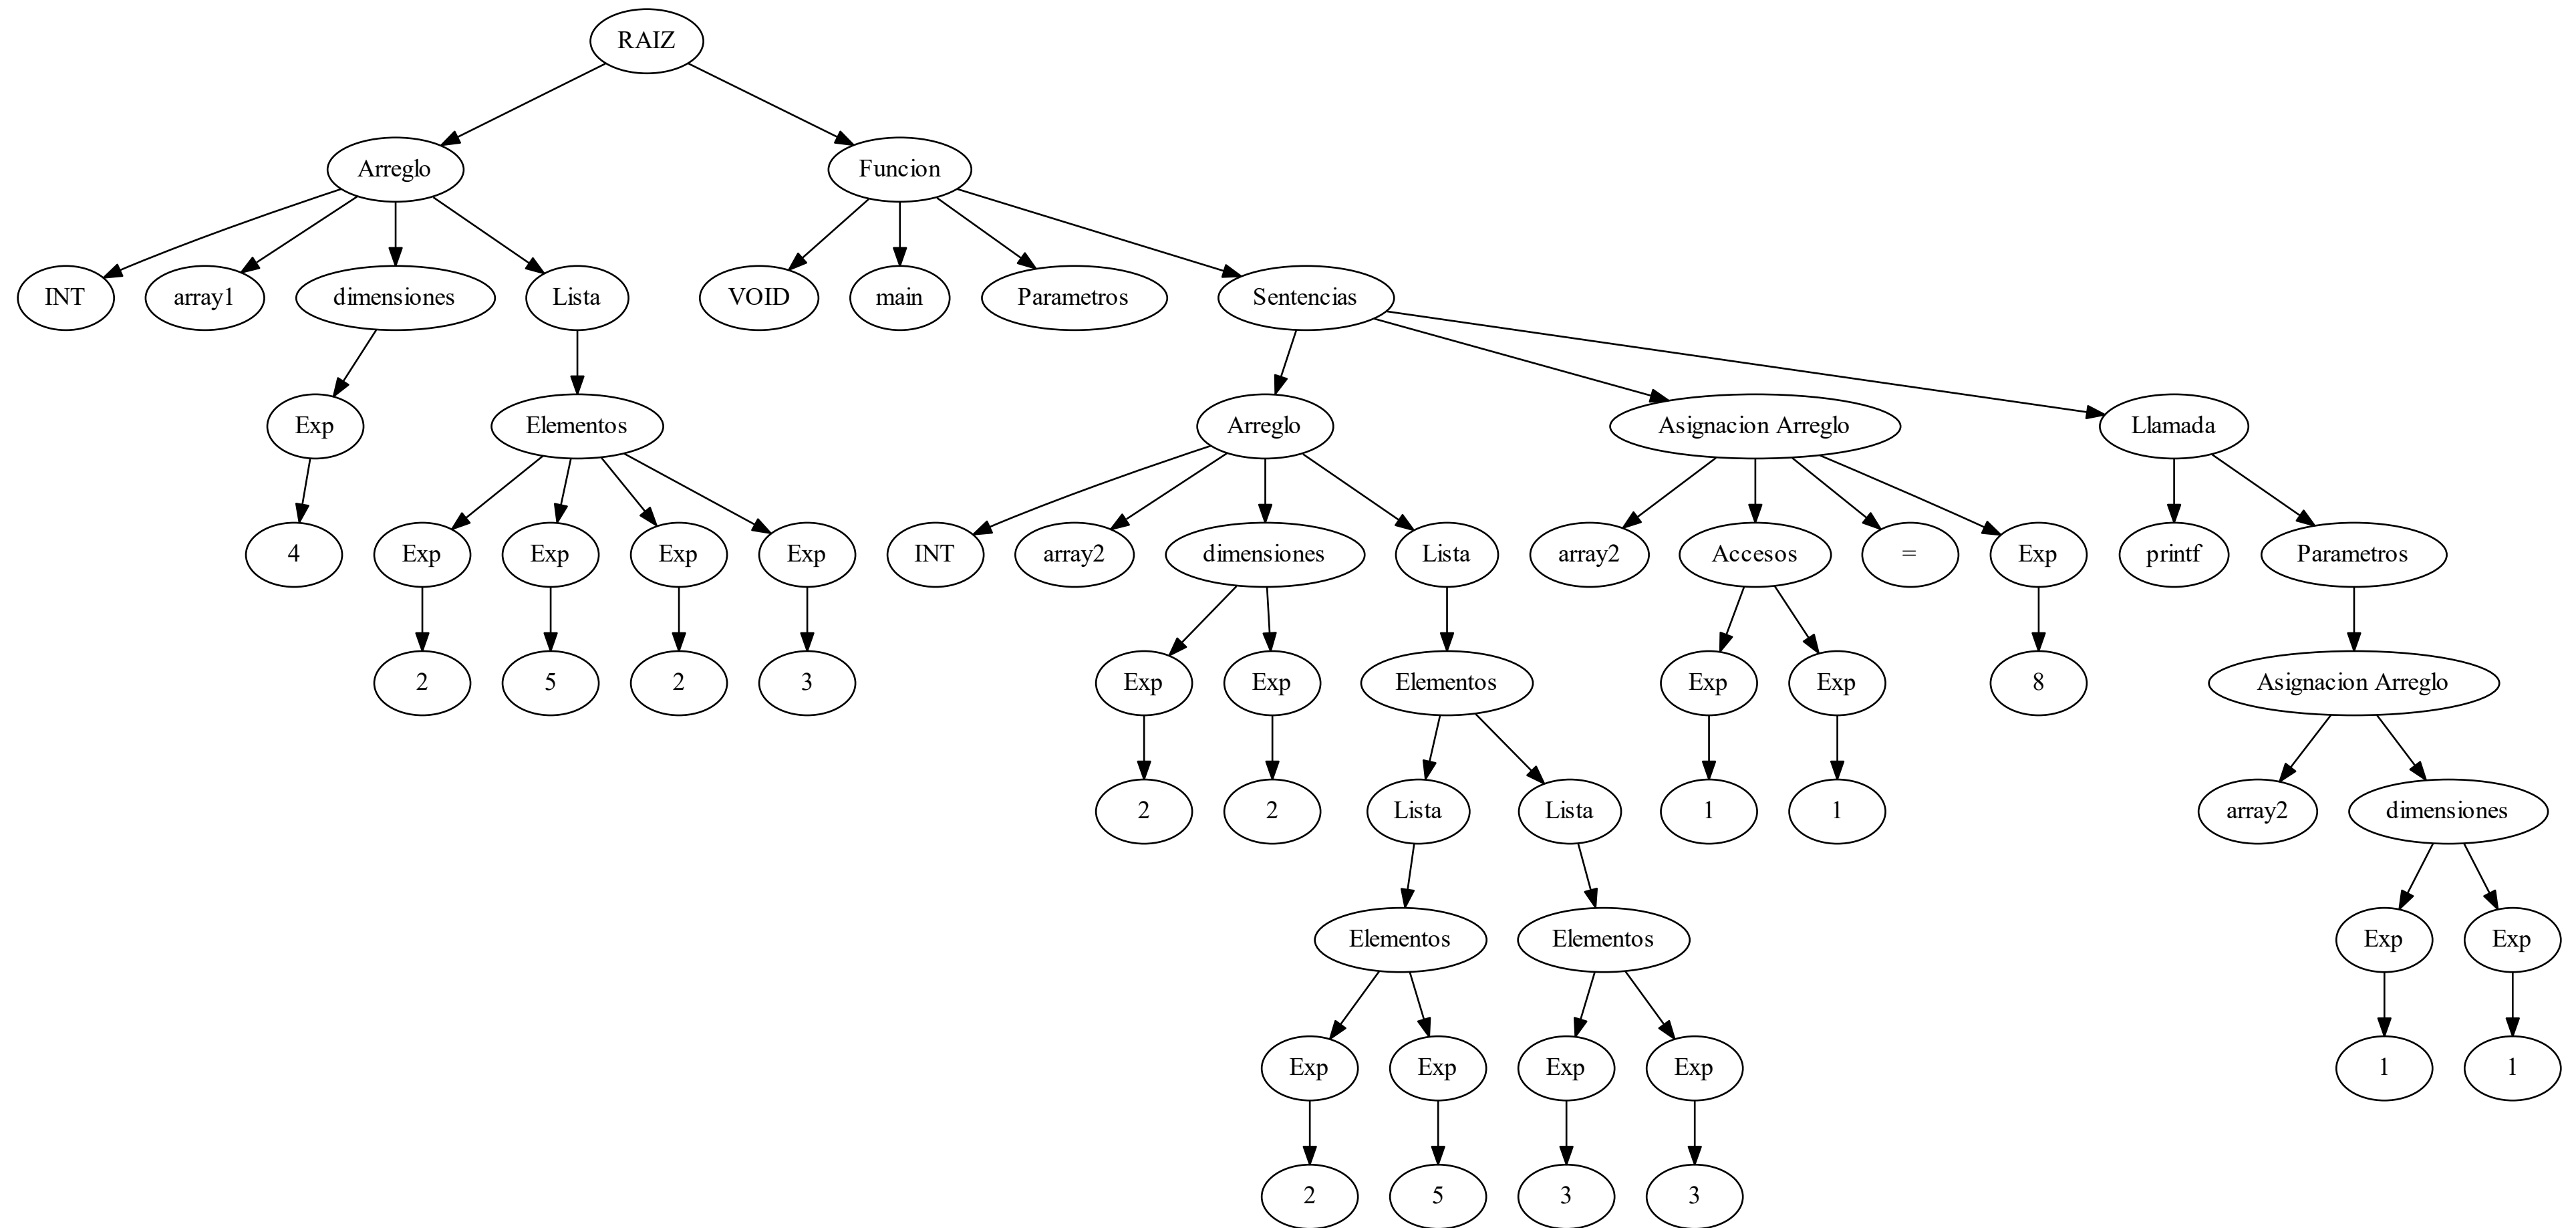 RAIZ
Arreglo Funcion
INT array1 dimensiones Lista VOID main Parametros Sentencias
Exp Elementos Arreglo Asignacion Arreglo Llamada
4 Exp Exp Exp Exp INT array2 dimensiones Lista array2 Accesos = Exp printf Parametros
2 5 2 3 Exp Exp Elementos Exp Exp 8 Asignacion Arreglo
2 2 Lista Lista 1 1 array2 dimensiones
Elementos Elementos Exp Exp
Exp Exp Exp Exp 1 1
2 5 3 3